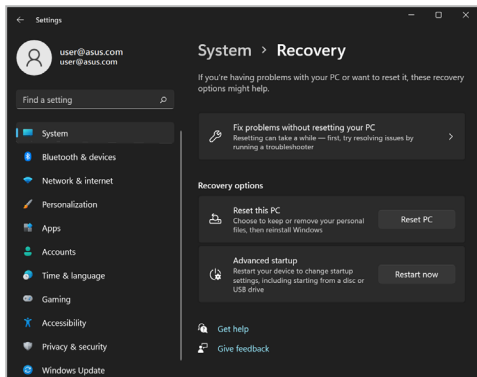 Settings
user@asus.com
user@asus.com
Find a setting
System
Bluetooth & devices
Network & internet
Personalization
Apps
Accounts
Time & language
Gaming
Accessibility
Privacy & security
Windows Update
System > Recovery
If you're having problems with your PC or want to reset it, these recovery
options might help.
Fix problems without resetting your PC
Resetting can take a while — first, try resolving issues by
running a troubleshooter
Recovery options
Reset this PC
Choose to keep or remove your personal
files, then reinstall Windows
Reset PC
Advanced startup
Restart your device to change startup
settings, including starting from a disc or
USB drive
Restart now
Get help
Give feedback